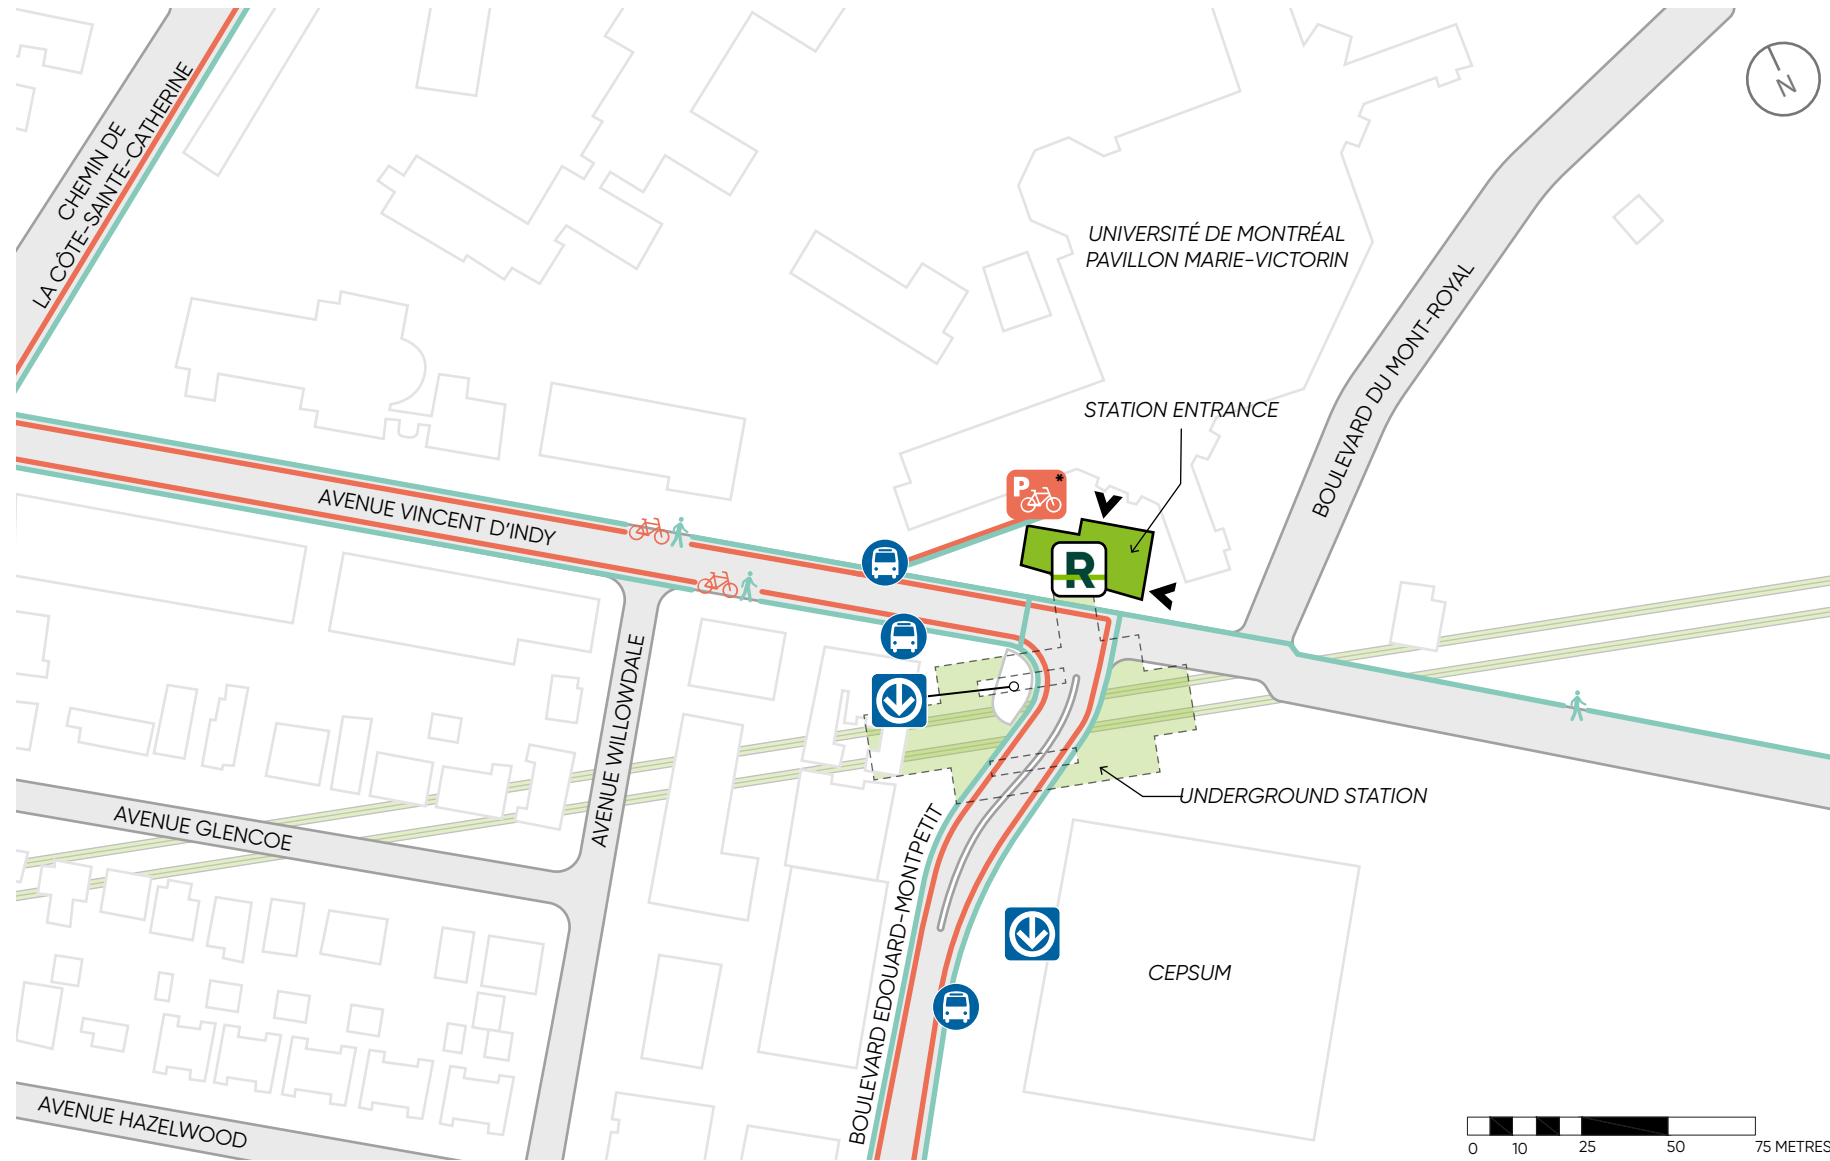 N
CHEMIN DE
LA CÔTE-SAINTE-CATHERINE
UNIVERSITÉ DE MONTRÉAL
PAVILLON MARIE-VICTORIN
BOULEVARD DU MONT-ROYAL
STATION ENTRANCE
P*
AVENUE VINCENT D'INDY
R
AVENUE WILLOWDALE
UNDERGROUND STATION
AVENUE GLENCOE
BOULEVARD EDOUARD-MONTPETIT
CEPSUM
AVENUE HAZELWOOD
0 10 25 50 75 METRES